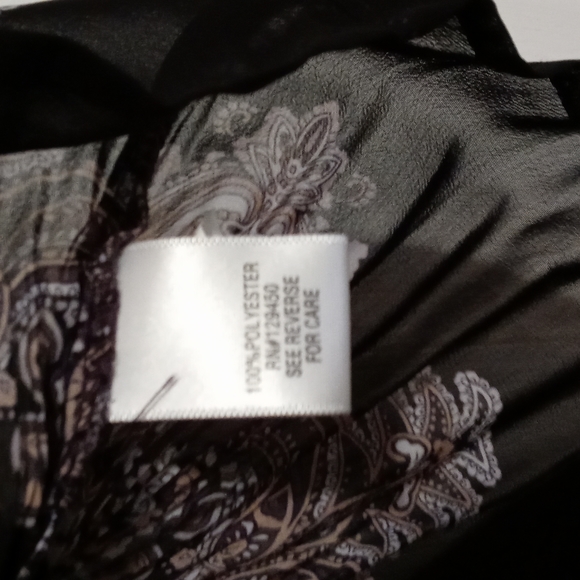 100%POLYESTER
RN#129450
SEE REVERSE
FOR CARE